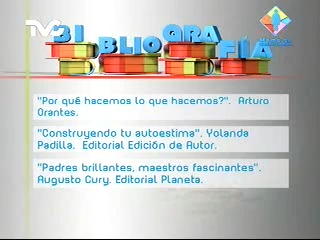 TVC
BIBLIOGRAFÍA
"Por qué hacemos lo que hacemos?". Arturo
Orantes.
"Construyendo tu autoestima". Yolanda
Padilla. Editorial Edición de Autor.
"Padres brillantes, maestros fascinantes".
Augusto Cury. Editorial Planeta.